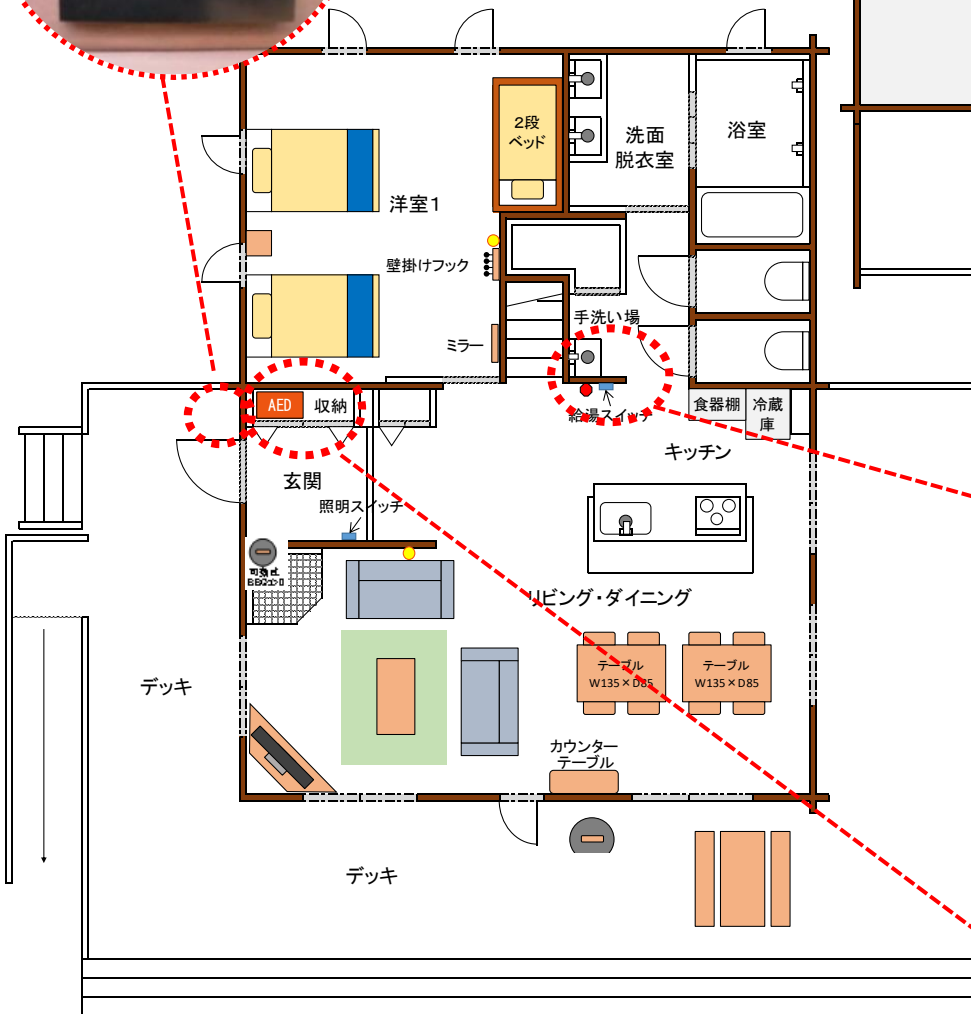 2段
ベッド
洗面
脱衣室
浴室
洋室1
壁掛けフック
ミラー
手洗い場
給湯スイッチ
AED
収納
食器棚
冷蔵
庫
キッチン
玄関
照明スイッチ
リビング・ダイニング
テーブル
W135×D85
テーブル
W135×D85
デッキ
カウンター
テーブル
デッキ